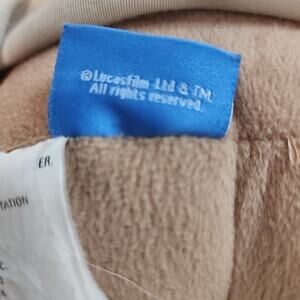 ©Lucasfilm Ltd & TM.
All rights reserved.
ER.
TATION
C.